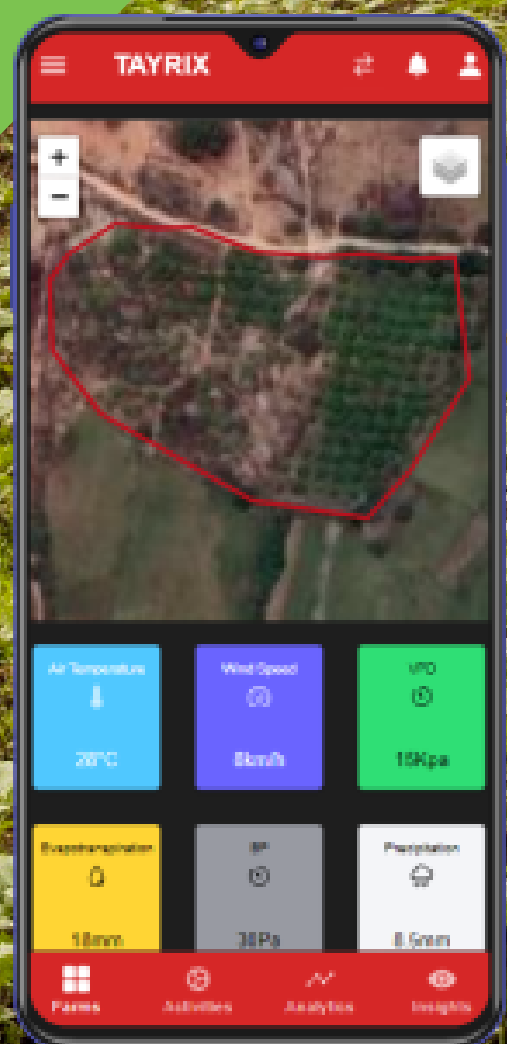 TAYRIX
+
−
Air Temperature
Wind Speed
VPD
28°C
8km/h
15Kpa
Evapotranspiration
BP
Precipitation
18mm
30Pa
8.5mm
Farms
Activities
Analytics
Insights